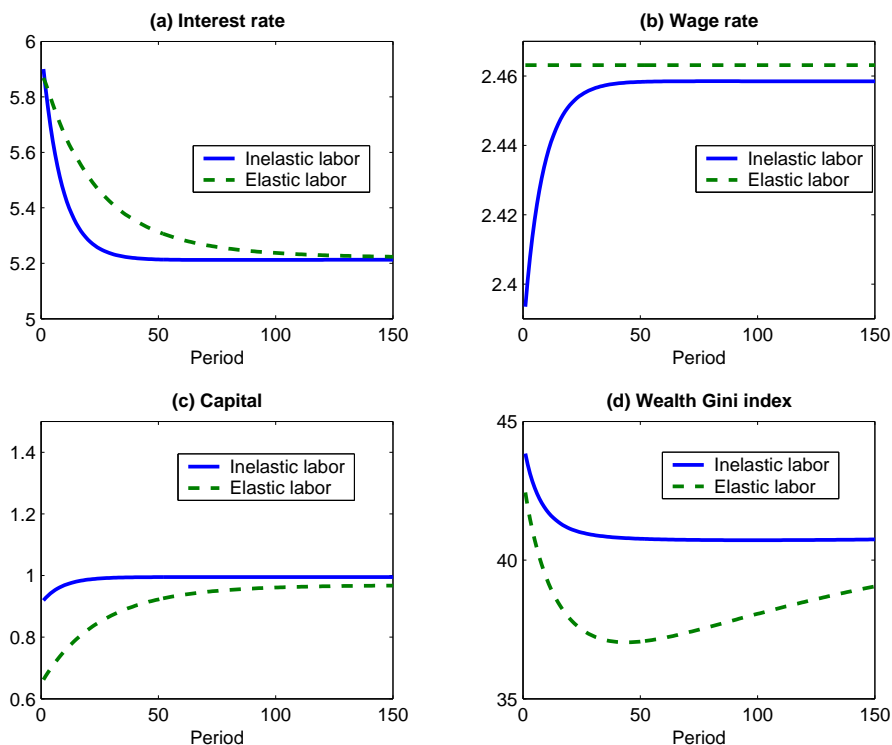 (a) Interest rate
6
5.8
5.6
5.4
5.2
5
Inelastic labor
Elastic labor
0
50
100
150
Period
(b) Wage rate
2.46
2.44
2.42
2.4
Inelastic labor
Elastic labor
0
50
100
150
Period
(c) Capital
1.4
1.2
1
0.8
0.6
Inelastic labor
Elastic labor
0
50
100
150
Period
(d) Wealth Gini index
45
40
35
Inelastic labor
Elastic labor
0
50
100
150
Period